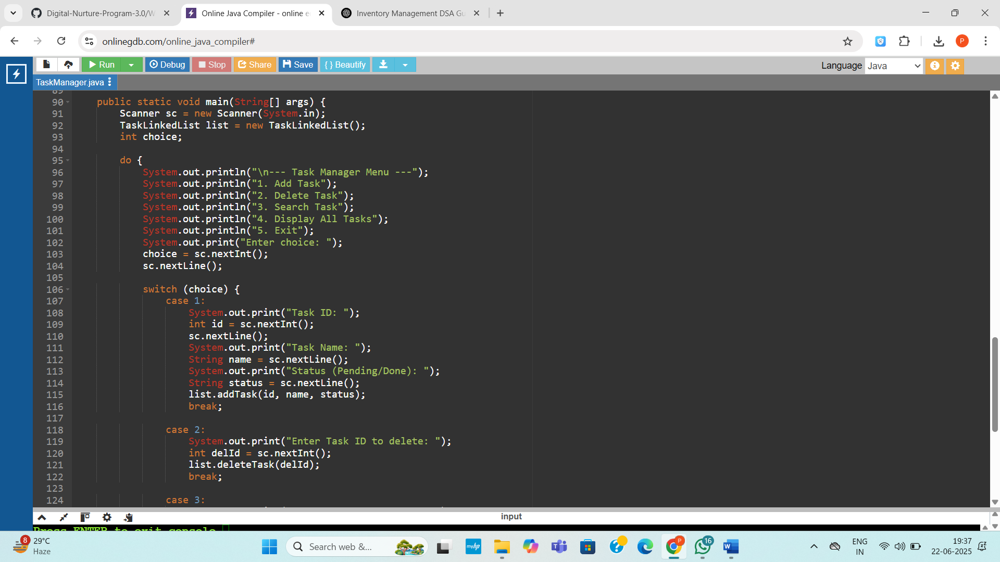 Digital-Nurture-Program-3.0/W
Online Java Compiler - online e
Inventory Management DSA Gu
onlinegdb.com/online_java_compiler#
P
Run Debug Stop Share Save { } Beautify
Language Java
TaskManager.java
89
90 public static void main(String[] args) {
91 Scanner sc = new Scanner(System.in);
92 TaskLinkedList list = new TaskLinkedList();
93 int choice;
94
95 do {
96 System.out.println("\n--- Task Manager Menu ---");
97 System.out.println("1. Add Task");
98 System.out.println("2. Delete Task");
99 System.out.println("3. Search Task");
100 System.out.println("4. Display All Tasks");
101 System.out.println("5. Exit");
102 System.out.print("Enter choice: ");
103 choice = sc.nextInt();
104 sc.nextLine();
105
106 switch (choice) {
107 case 1:
108 System.out.print("Task ID: ");
109 int id = sc.nextInt();
110 sc.nextLine();
111 System.out.print("Task Name: ");
112 String name = sc.nextLine();
113 System.out.print("Status (Pending/Done): ");
114 String status = sc.nextLine();
115 list.addTask(id, name, status);
116 break;
117
118 case 2:
119 System.out.print("Enter Task ID to delete: ");
120 int delId = sc.nextInt();
121 list.deleteTask(delId);
122 break;
123
124 case 3:
input
Press ENTER to exit console
8
29°C
Haze
Search web &...
myhp
P
16
ENG
IN
19:37
22-06-2025